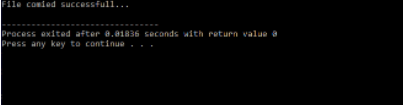 File comied successfull...
--------------------------------
Process exited after 0.01836 seconds with return value 0
Press any key to continue . . .